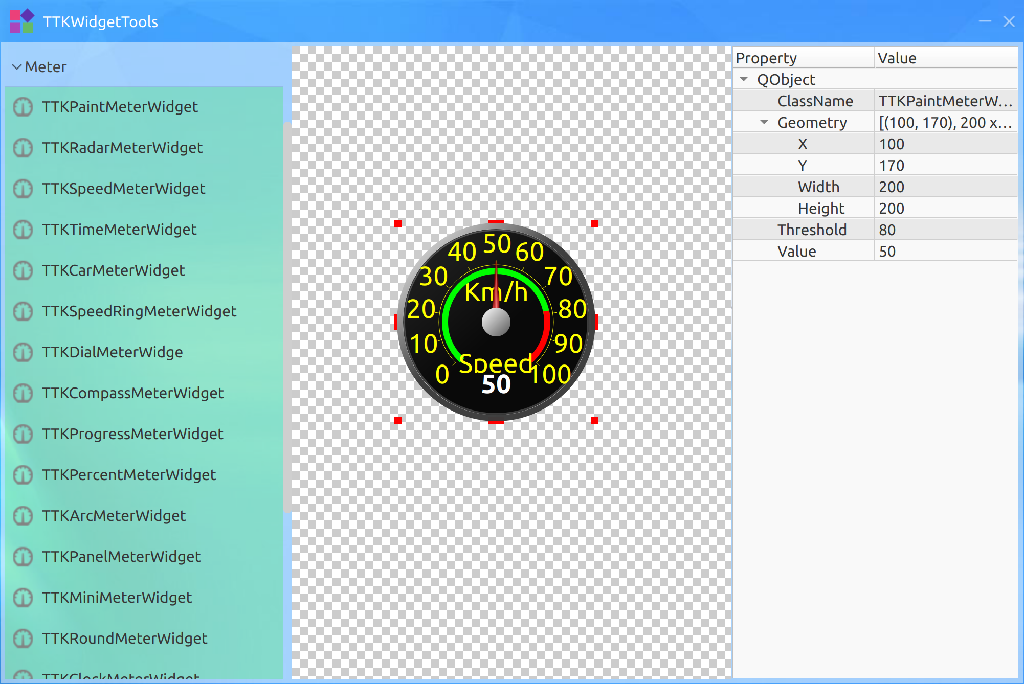 TTKWidgetTools
Meter
TTKPaintMeterWidget
TTKRadarMeterWidget
TTKSpeedMeterWidget
TTKTimeMeterWidget
TTKCarMeterWidget
TTKSpeedRingMeterWidget
TTKDialMeterWidge
TTKCompassMeterWidget
TTKProgressMeterWidget
TTKPercentMeterWidget
TTKArcMeterWidget
TTKPanelMeterWidget
TTKMiniMeterWidget
TTKRoundMeterWidget
TTKClockMeterWidget
0 10 20 30 40 50 60 70 80 90 100
Km/h
Speed
50
Property Value
QObject
ClassName TTKPaintMeterW...
Geometry [(100, 170), 200 x...
X 100
Y 170
Width 200
Height 200
Threshold 80
Value 50